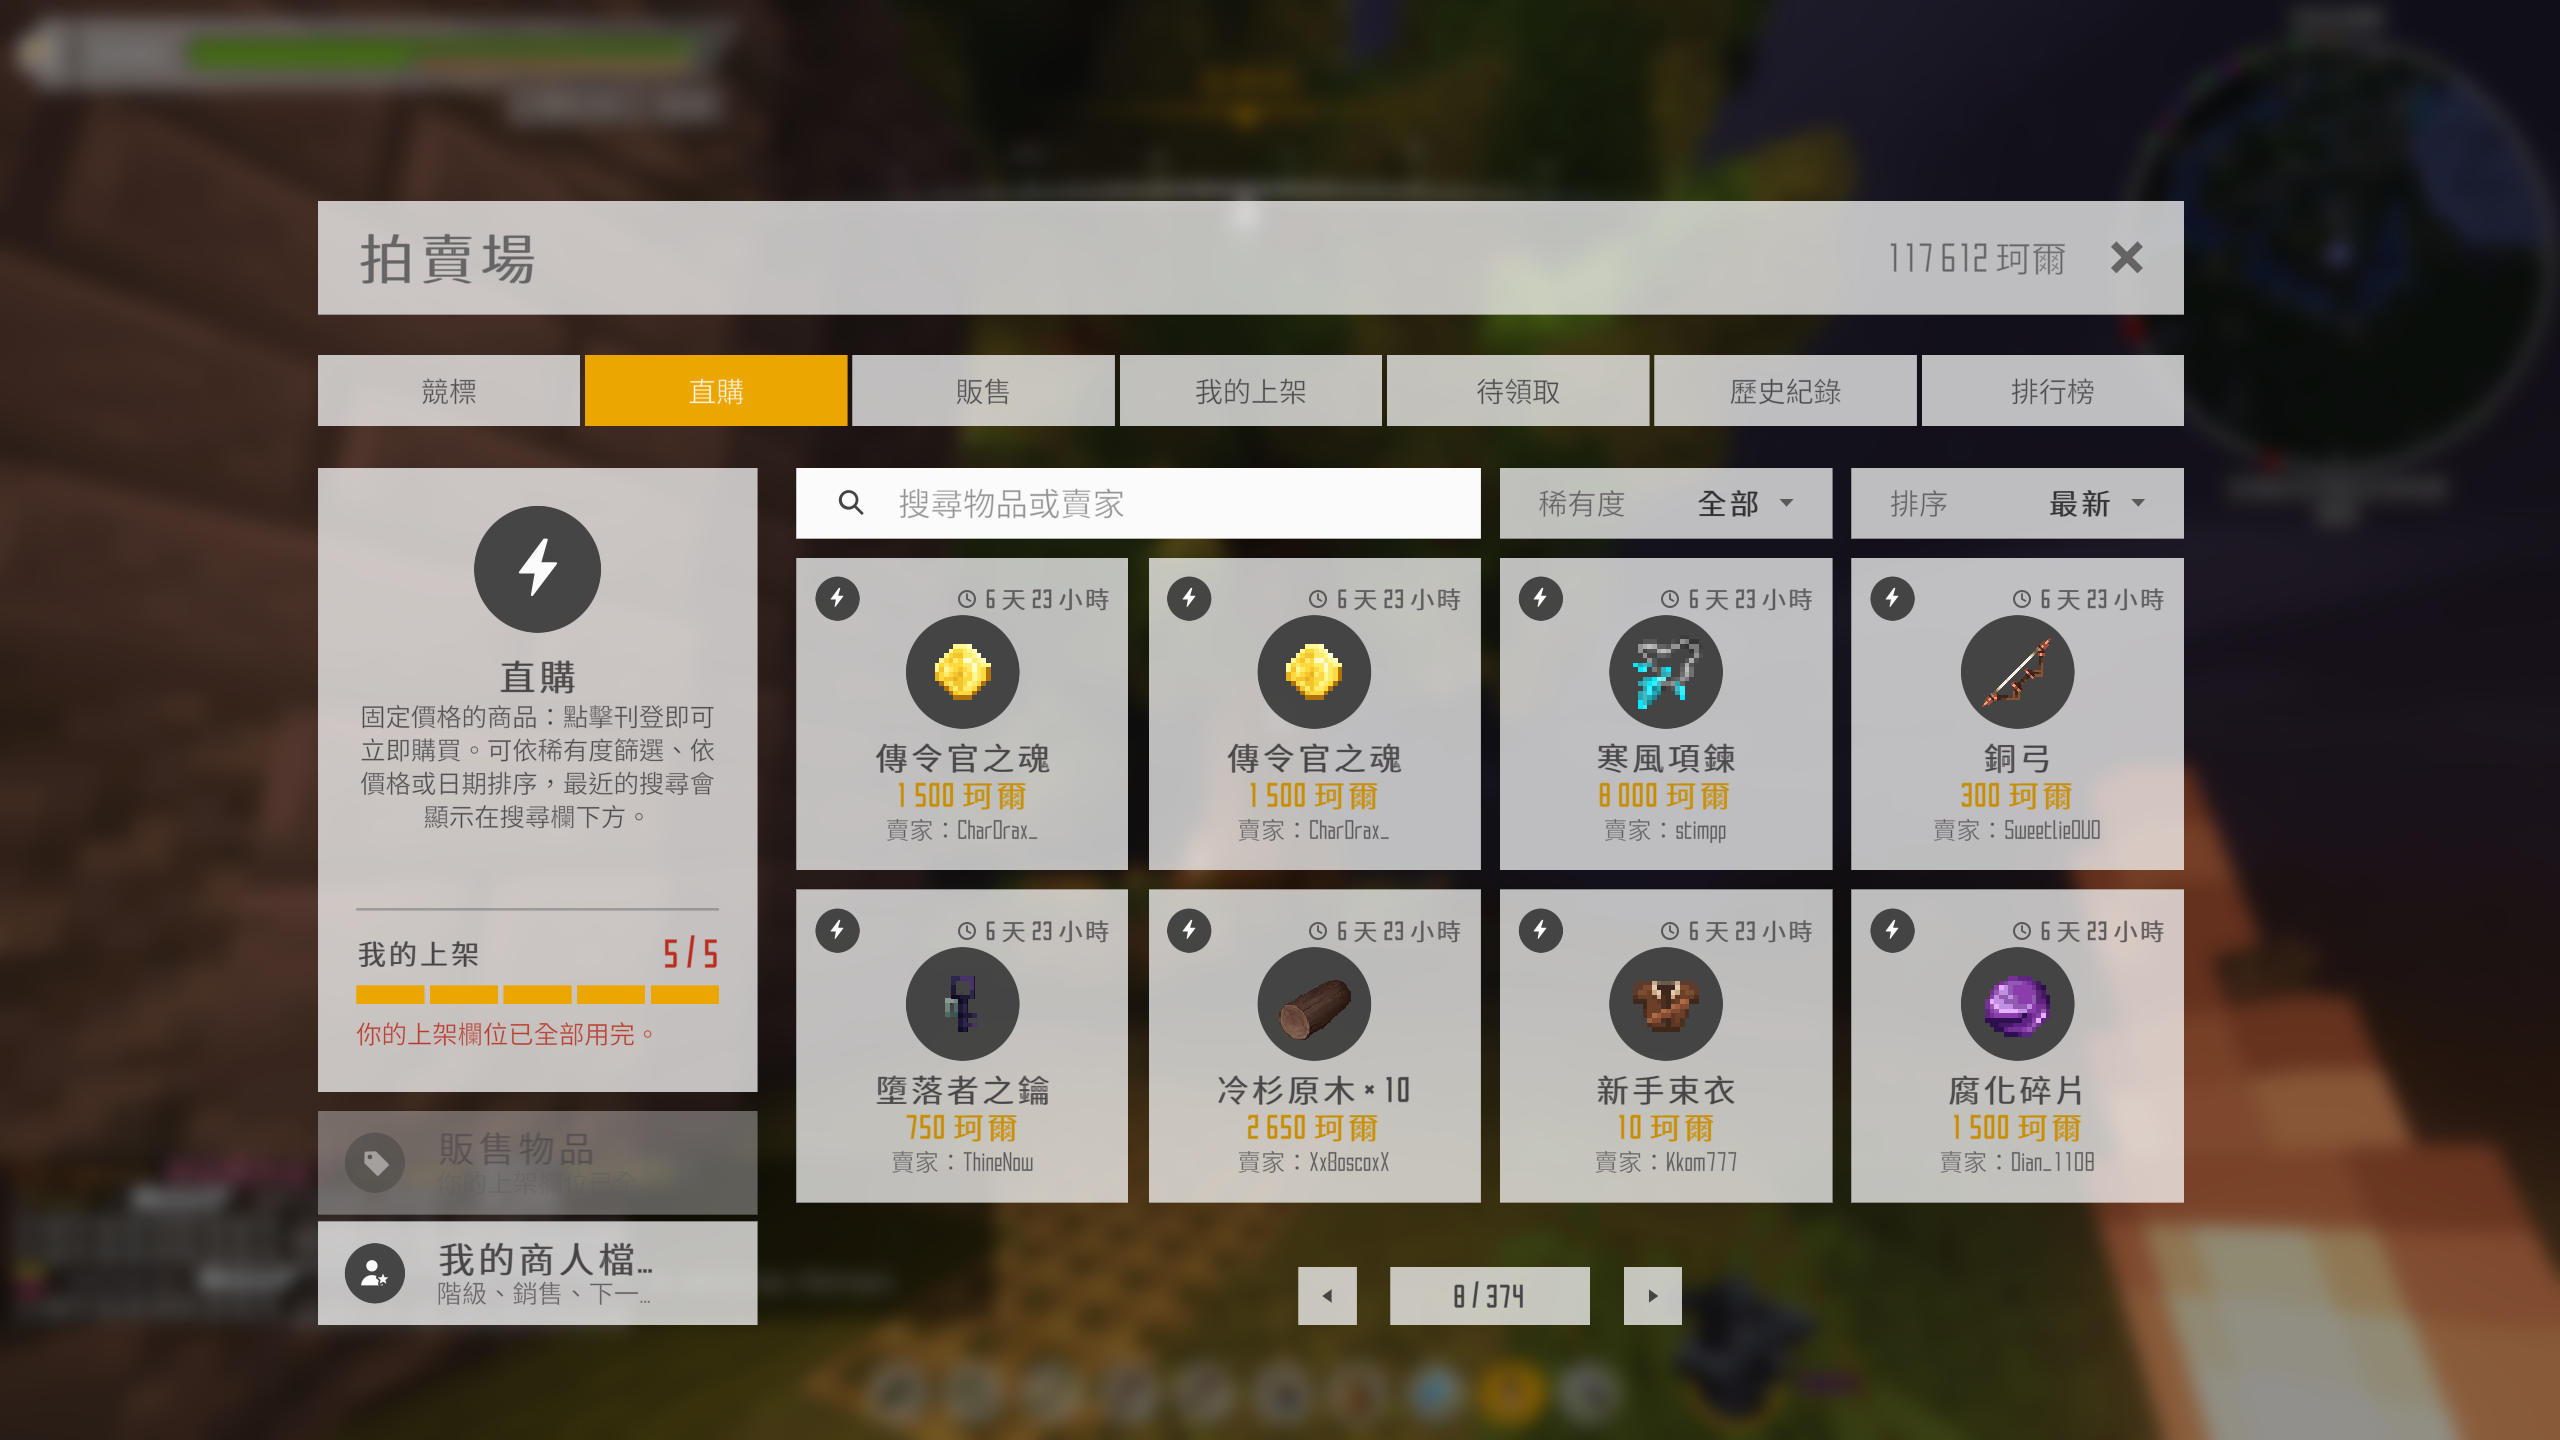 拍賣場
117 612 珂爾
競標
直購
販售
我的上架
待領取
歷史紀錄
排行榜
直購
固定價格的商品：點擊刊登即可
立即購買。可依稀有度篩選、依
價格或日期排序，最近的搜尋會
顯示在搜尋欄下方。
我的上架
5 / 5
你的上架欄位已全部用完。
販售物品
你的上架欄位已全
我的商人檔...
階級、銷售、下一...
搜尋物品或賣家
稀有度 全部
排序 最新
6 天 23 小時
傳令官之魂
1 500 珂爾
賣家：CharDrax_
6 天 23 小時
傳令官之魂
1 500 珂爾
賣家：CharDrax_
6 天 23 小時
寒風項鍊
8 000 珂爾
賣家：stimpp
6 天 23 小時
銅弓
300 珂爾
賣家：SweetlieOUO
6 天 23 小時
墮落者之鑰
750 珂爾
賣家：ThineNow
6 天 23 小時
冷杉原木 × 10
2 650 珂爾
賣家：XxBoscoxX
6 天 23 小時
新手束衣
10 珂爾
賣家：Kkom777
6 天 23 小時
腐化碎片
1 500 珂爾
賣家：Dian_1108
8 / 374